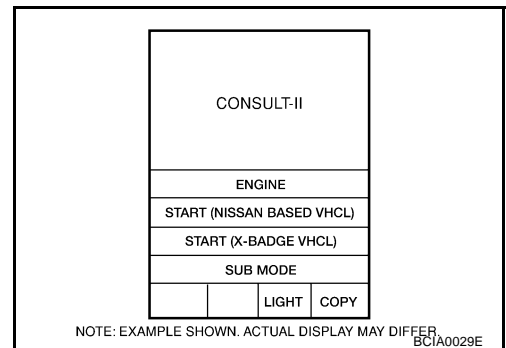 CONSULT-II
ENGINE
START (NISSAN BASED VHCL)
START (X-BADGE VHCL)
SUB MODE
LIGHT COPY
NOTE: EXAMPLE SHOWN. ACTUAL DISPLAY MAY DIFFER.
BCIA0029E